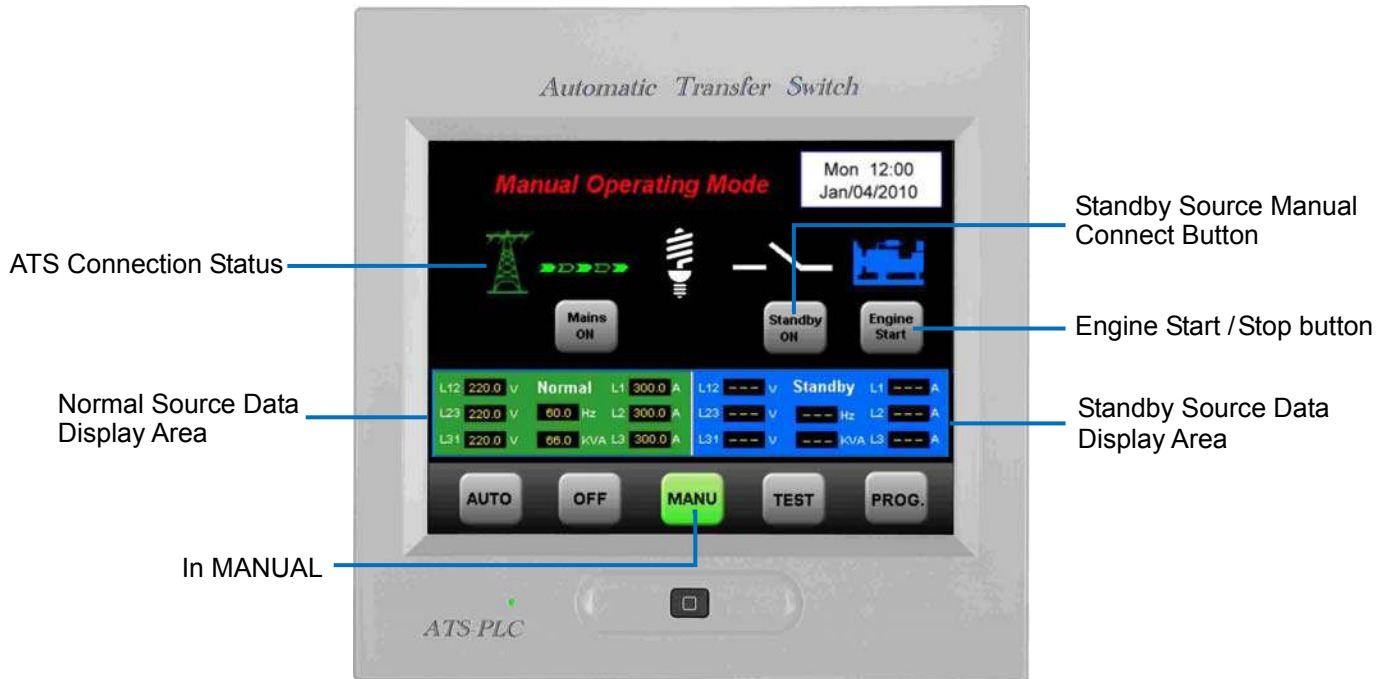 Automatic Transfer Switch
Manual Operating Mode
Mon 12:00
Jan/04/2010
Standby Source Manual
Connect Button
ATS Connection Status
Mains
ON
Standby
ON
Engine
Start
Engine Start / Stop button
Normal Source Data
Display Area
L12 220.0 V Normal L1 300.0 A
L23 220.0 V 60.0 Hz L2 300.0 A
L31 220.0 V 66.0 KVA L3 300.0 A
L12 --- V Standby L1 --- A
L23 --- V --- Hz L2 --- A
L31 --- V --- KVA L3 --- A
Standby Source Data
Display Area
AUTO OFF MANU TEST PROG.
In MANUAL
ATS-PLC